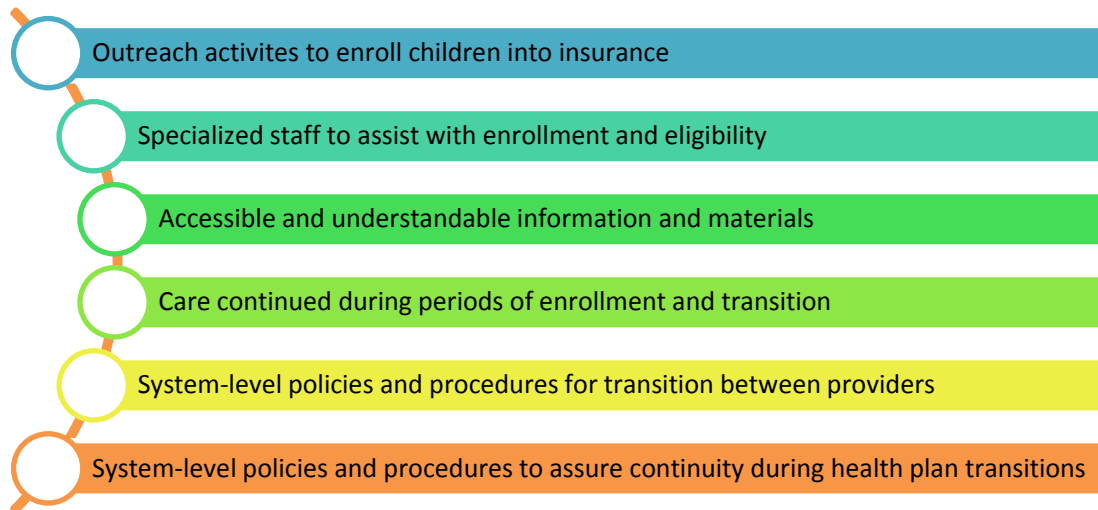 Outreach activites to enroll children into insurance
Specialized staff to assist with enrollment and eligibility
Accessible and understandable information and materials
Care continued during periods of enrollment and transition
System-level policies and procedures for transition between providers
System-level policies and procedures to assure continuity during health plan transitions